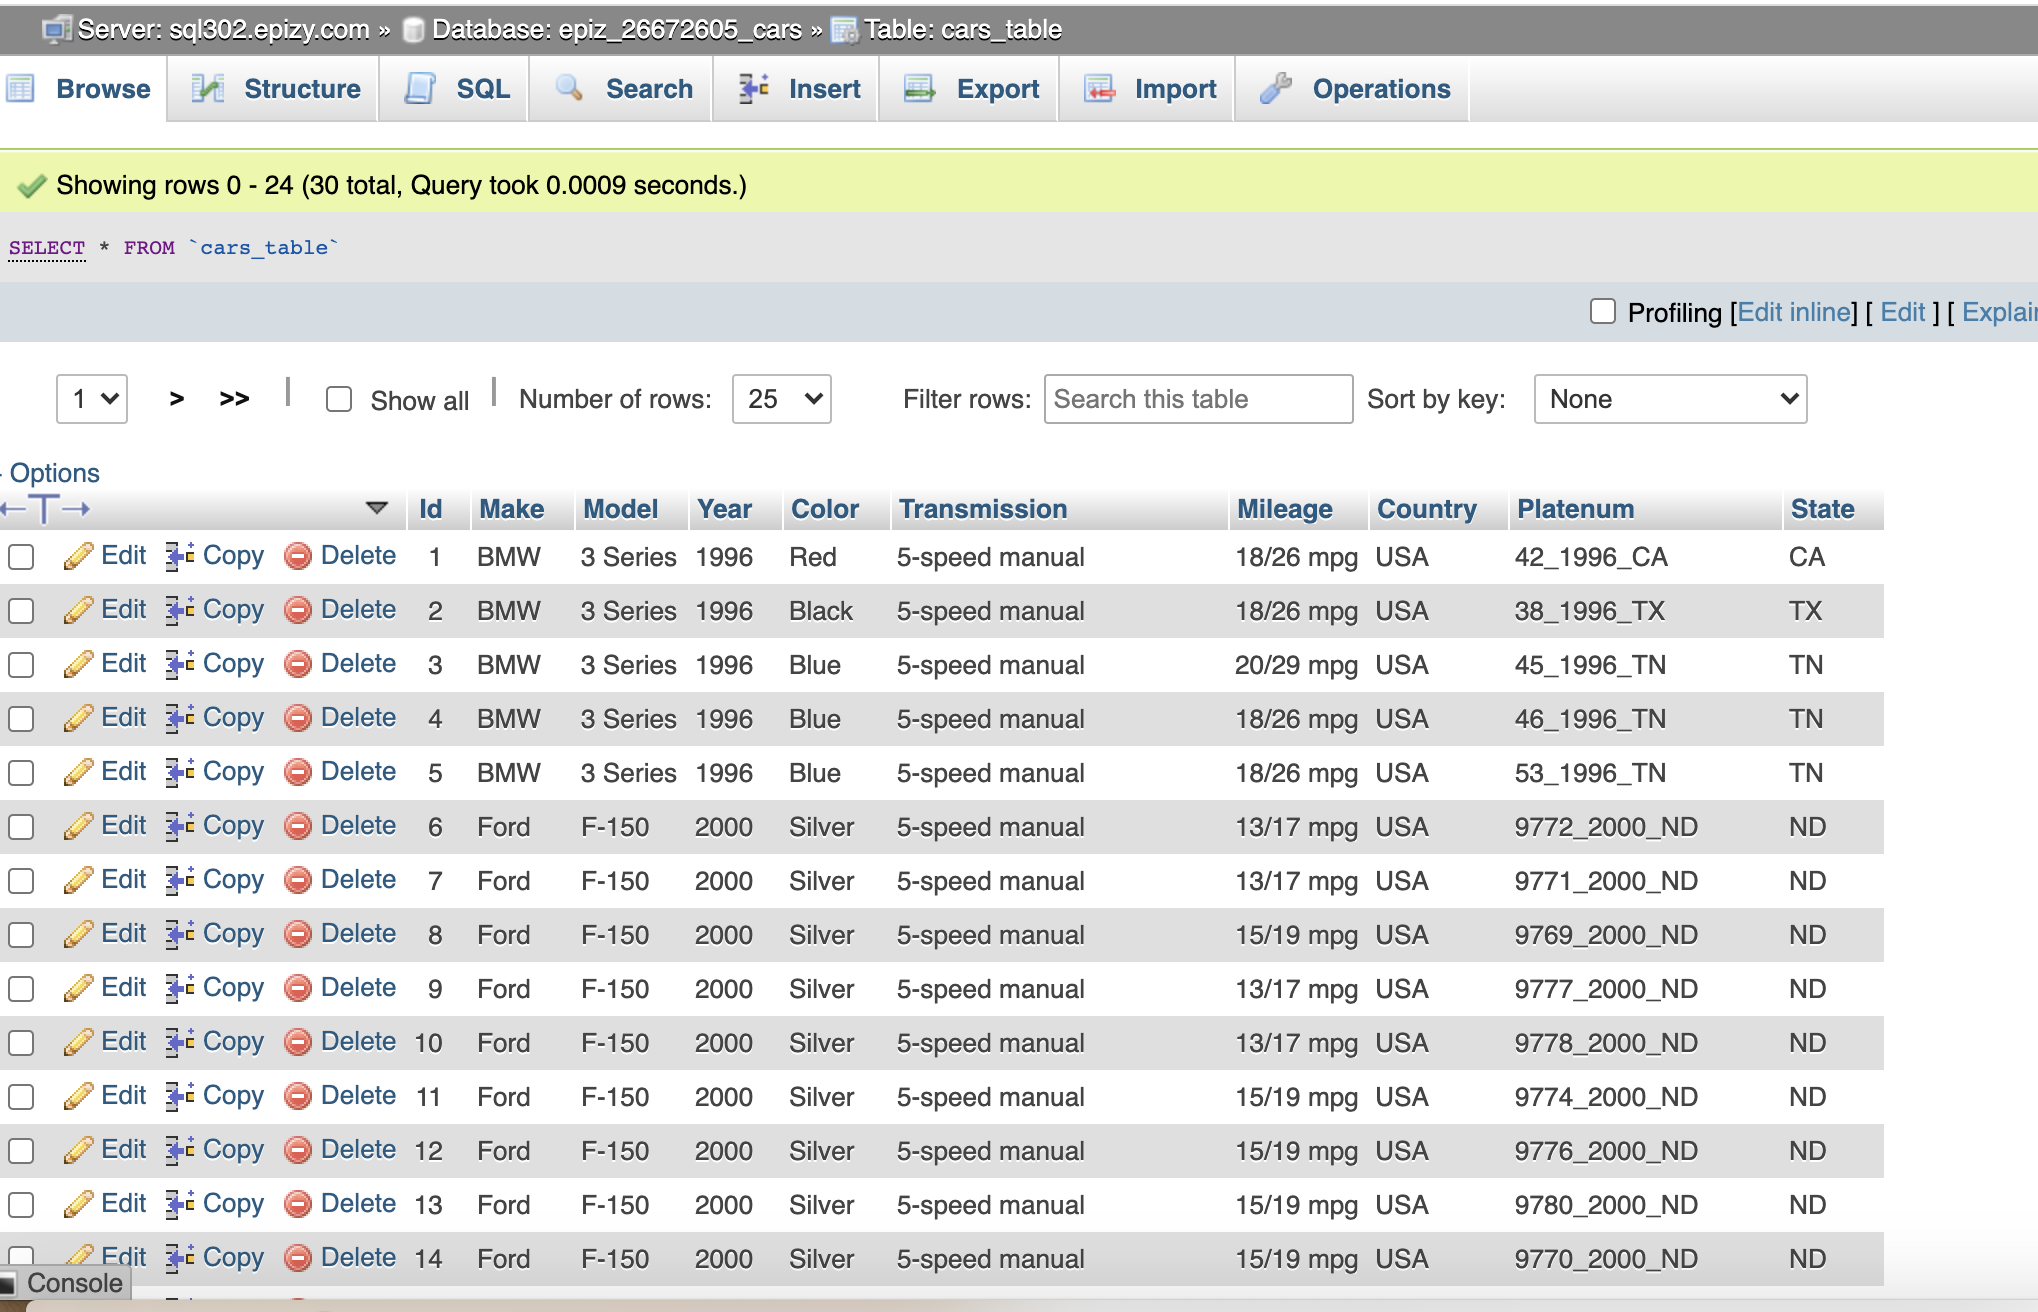 Server: sql302.epizy.com » Database: epiz_26672605_cars » Table: cars_table
Browse Structure SQL Search Insert Export Import Operations
Showing rows 0 - 24 (30 total, Query took 0.0009 seconds.)
SELECT * FROM `cars_table`
Profiling [Edit inline] [ Edit ] [ Explain
1 > >> Show all Number of rows: 25 Filter rows: Search this table Sort by key: None
Options
←T→ Id Make Model Year Color Transmission Mileage Country Platenum State
Edit Copy Delete 1 BMW 3 Series 1996 Red 5-speed manual 18/26 mpg USA 42_1996_CA CA
Edit Copy Delete 2 BMW 3 Series 1996 Black 5-speed manual 18/26 mpg USA 38_1996_TX TX
Edit Copy Delete 3 BMW 3 Series 1996 Blue 5-speed manual 20/29 mpg USA 45_1996_TN TN
Edit Copy Delete 4 BMW 3 Series 1996 Blue 5-speed manual 18/26 mpg USA 46_1996_TN TN
Edit Copy Delete 5 BMW 3 Series 1996 Blue 5-speed manual 18/26 mpg USA 53_1996_TN TN
Edit Copy Delete 6 Ford F-150 2000 Silver 5-speed manual 13/17 mpg USA 9772_2000_ND ND
Edit Copy Delete 7 Ford F-150 2000 Silver 5-speed manual 13/17 mpg USA 9771_2000_ND ND
Edit Copy Delete 8 Ford F-150 2000 Silver 5-speed manual 15/19 mpg USA 9769_2000_ND ND
Edit Copy Delete 9 Ford F-150 2000 Silver 5-speed manual 13/17 mpg USA 9777_2000_ND ND
Edit Copy Delete 10 Ford F-150 2000 Silver 5-speed manual 13/17 mpg USA 9778_2000_ND ND
Edit Copy Delete 11 Ford F-150 2000 Silver 5-speed manual 15/19 mpg USA 9774_2000_ND ND
Edit Copy Delete 12 Ford F-150 2000 Silver 5-speed manual 15/19 mpg USA 9776_2000_ND ND
Edit Copy Delete 13 Ford F-150 2000 Silver 5-speed manual 15/19 mpg USA 9780_2000_ND ND
Edit Copy Delete 14 Ford F-150 2000 Silver 5-speed manual 15/19 mpg USA 9770_2000_ND ND
Console